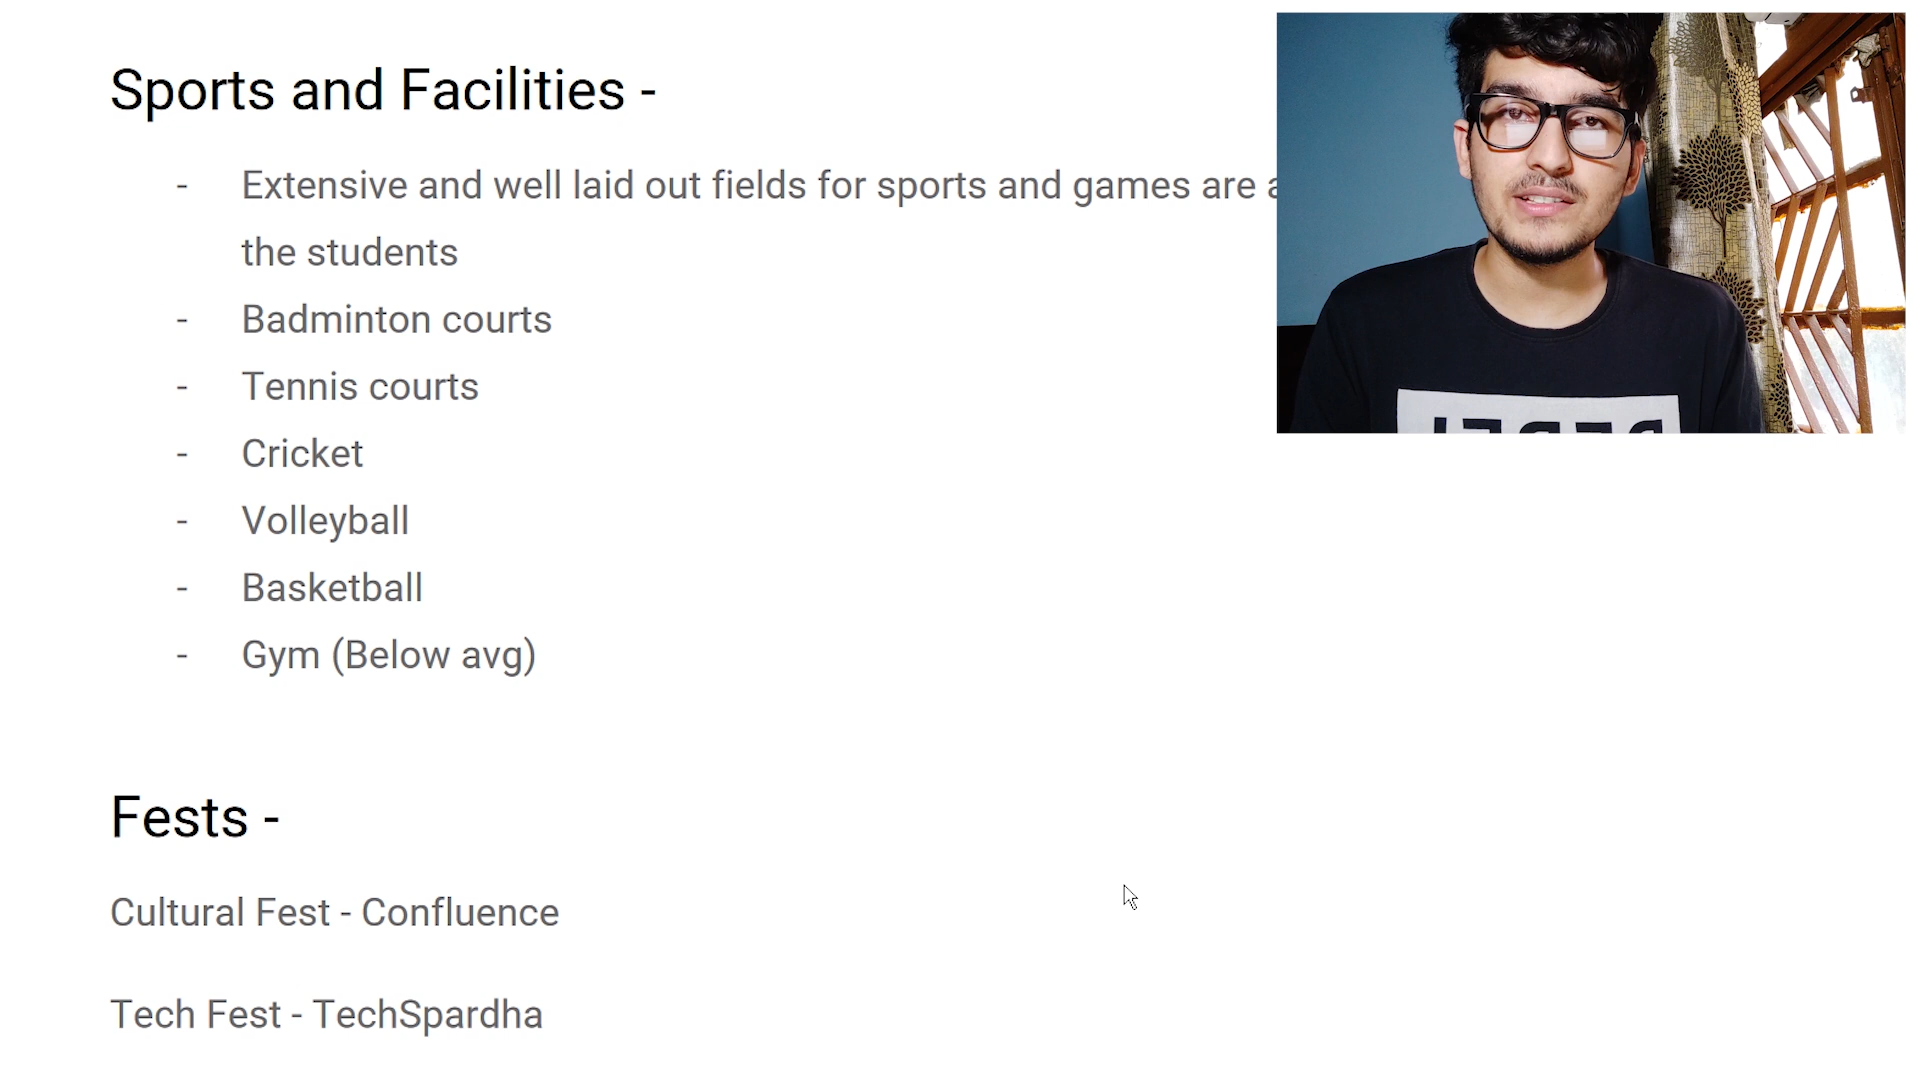 Sports and Facilities -
- Extensive and well laid out fields for sports and games are
the students
- Badminton courts
- Tennis courts
- Cricket
- Volleyball
- Basketball
- Gym (Below avg)
Fests -
Cultural Fest - Confluence
Tech Fest - TechSpardha